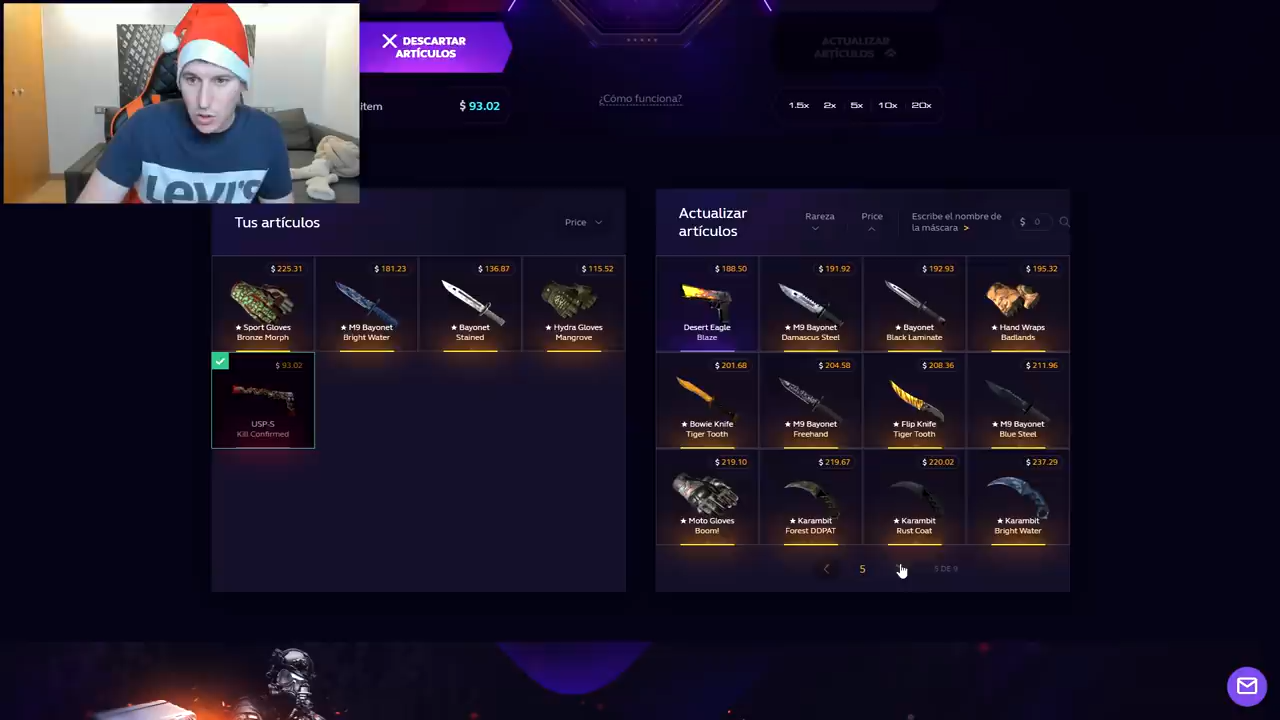 DESCARTAR
ARTÍCULOS
item
$ 93.02
¿Cómo funciona?
ACTUALIZAR
ARTÍCULOS
1.5x 2x 5x 10x 20x
LEVI'S
Tus artículos
Price
$ 225.31
★ Sport Gloves
Bronze Morph
$ 181.23
★ M9 Bayonet
Bright Water
$ 136.87
★ Bayonet
Stained
$ 115.52
★ Hydra Gloves
Mangrove
$ 93.02
USP-S
Kill Confirmed
Actualizar
artículos
Rareza
Price
Escribe el nombre de
la máscara >
$ 0
$ 188.50
Desert Eagle
Blaze
$ 191.92
★ M9 Bayonet
Damascus Steel
$ 192.93
★ Bayonet
Black Laminate
$ 195.32
★ Hand Wraps
Badlands
$ 201.68
★ Bowie Knife
Tiger Tooth
$ 204.58
★ M9 Bayonet
Freehand
$ 208.36
★ Flip Knife
Tiger Tooth
$ 211.96
★ M9 Bayonet
Blue Steel
$ 219.10
★ Moto Gloves
Boom!
$ 219.67
★ Karambit
Forest DDPAT
$ 220.02
★ Karambit
Rust Coat
$ 237.29
★ Karambit
Bright Water
5
5 DE 9